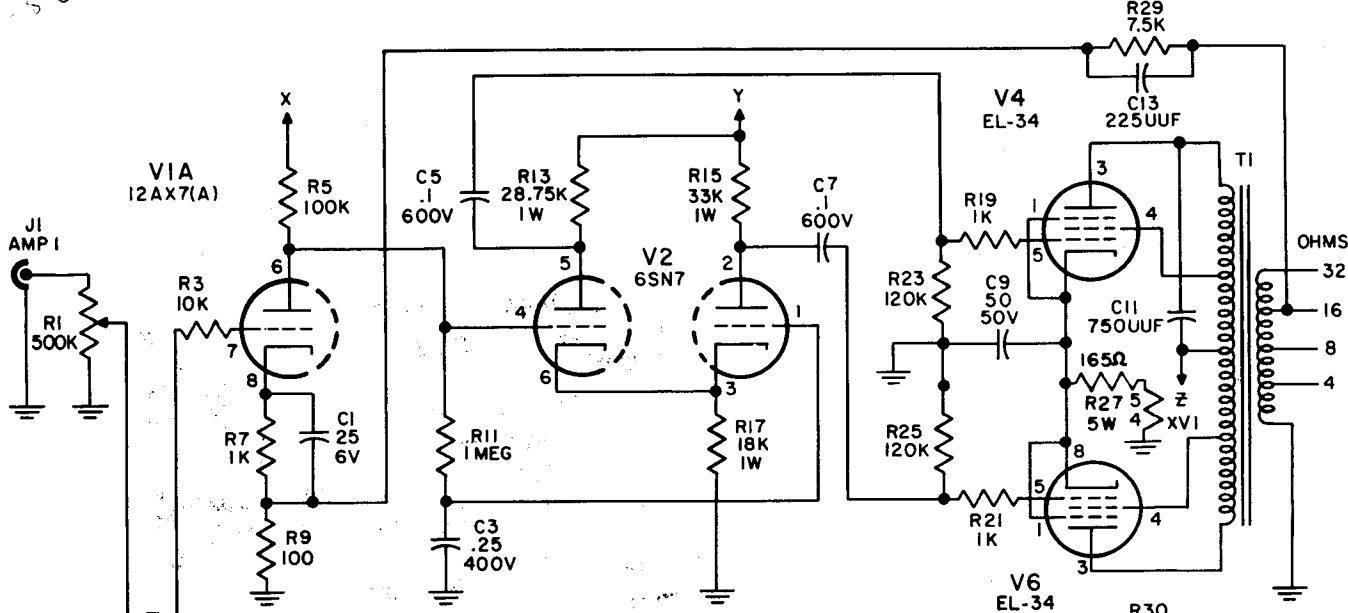 R29
7.5K
C13
225UUF
V4
EL-34
X
Y
V1A
12AX7(A)
R5
100K
C5
.1
600V
R13
28.75K
1W
R15
33K
1W
C7
.1
600V
T1
3
1
4
5
R19
1K
J1
AMP 1
OHMS
32
16
8
4
6
5
V2
6SN7
2
R3
10K
R23
120K
C9
50
50V
C11
750UUF
R1
500K
7
4
1
8
6
3
165Ω
R27
5W
5
4
XV1
Z
R7
1K
C1
25
6V
R11
1MEG
R17
18K
1W
R25
120K
8
5
1
4
3
R21
1K
R9
100
C3
.25
400V
V6
EL-34
R30